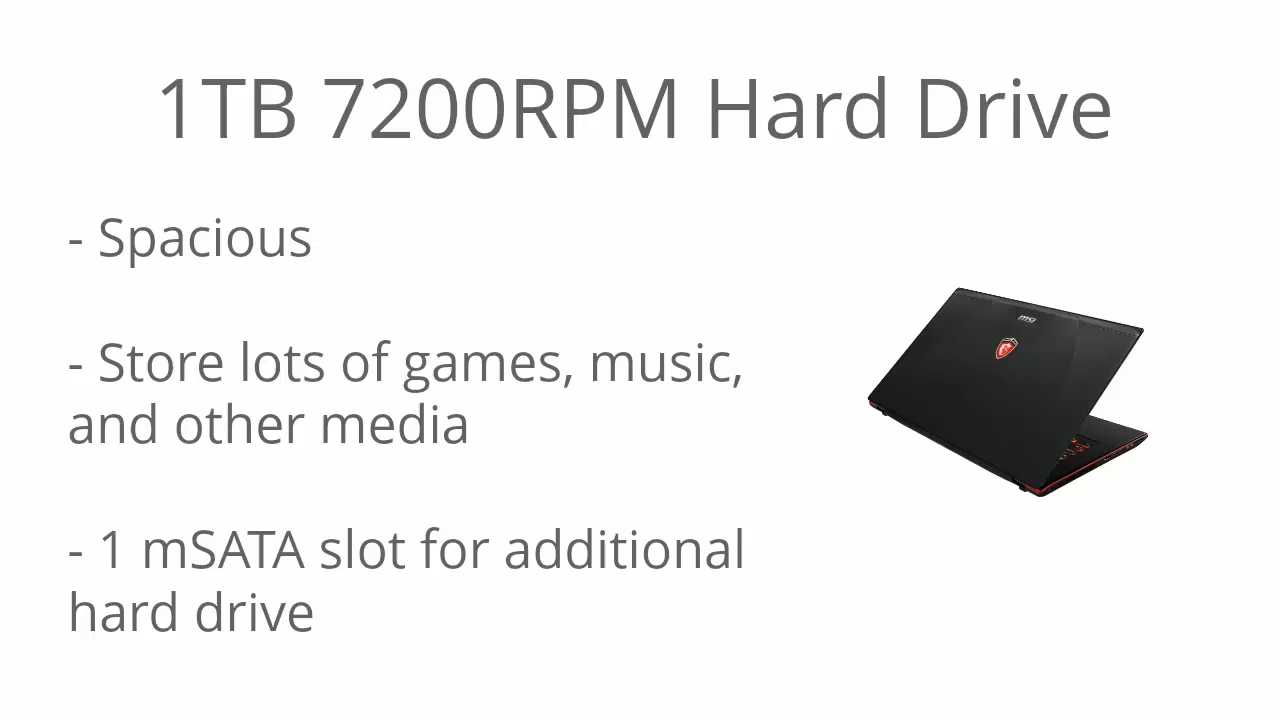 1TB 7200RPM Hard Drive
- Spacious
- Store lots of games, music,
and other media
msi
- 1 mSATA slot for additional
hard drive